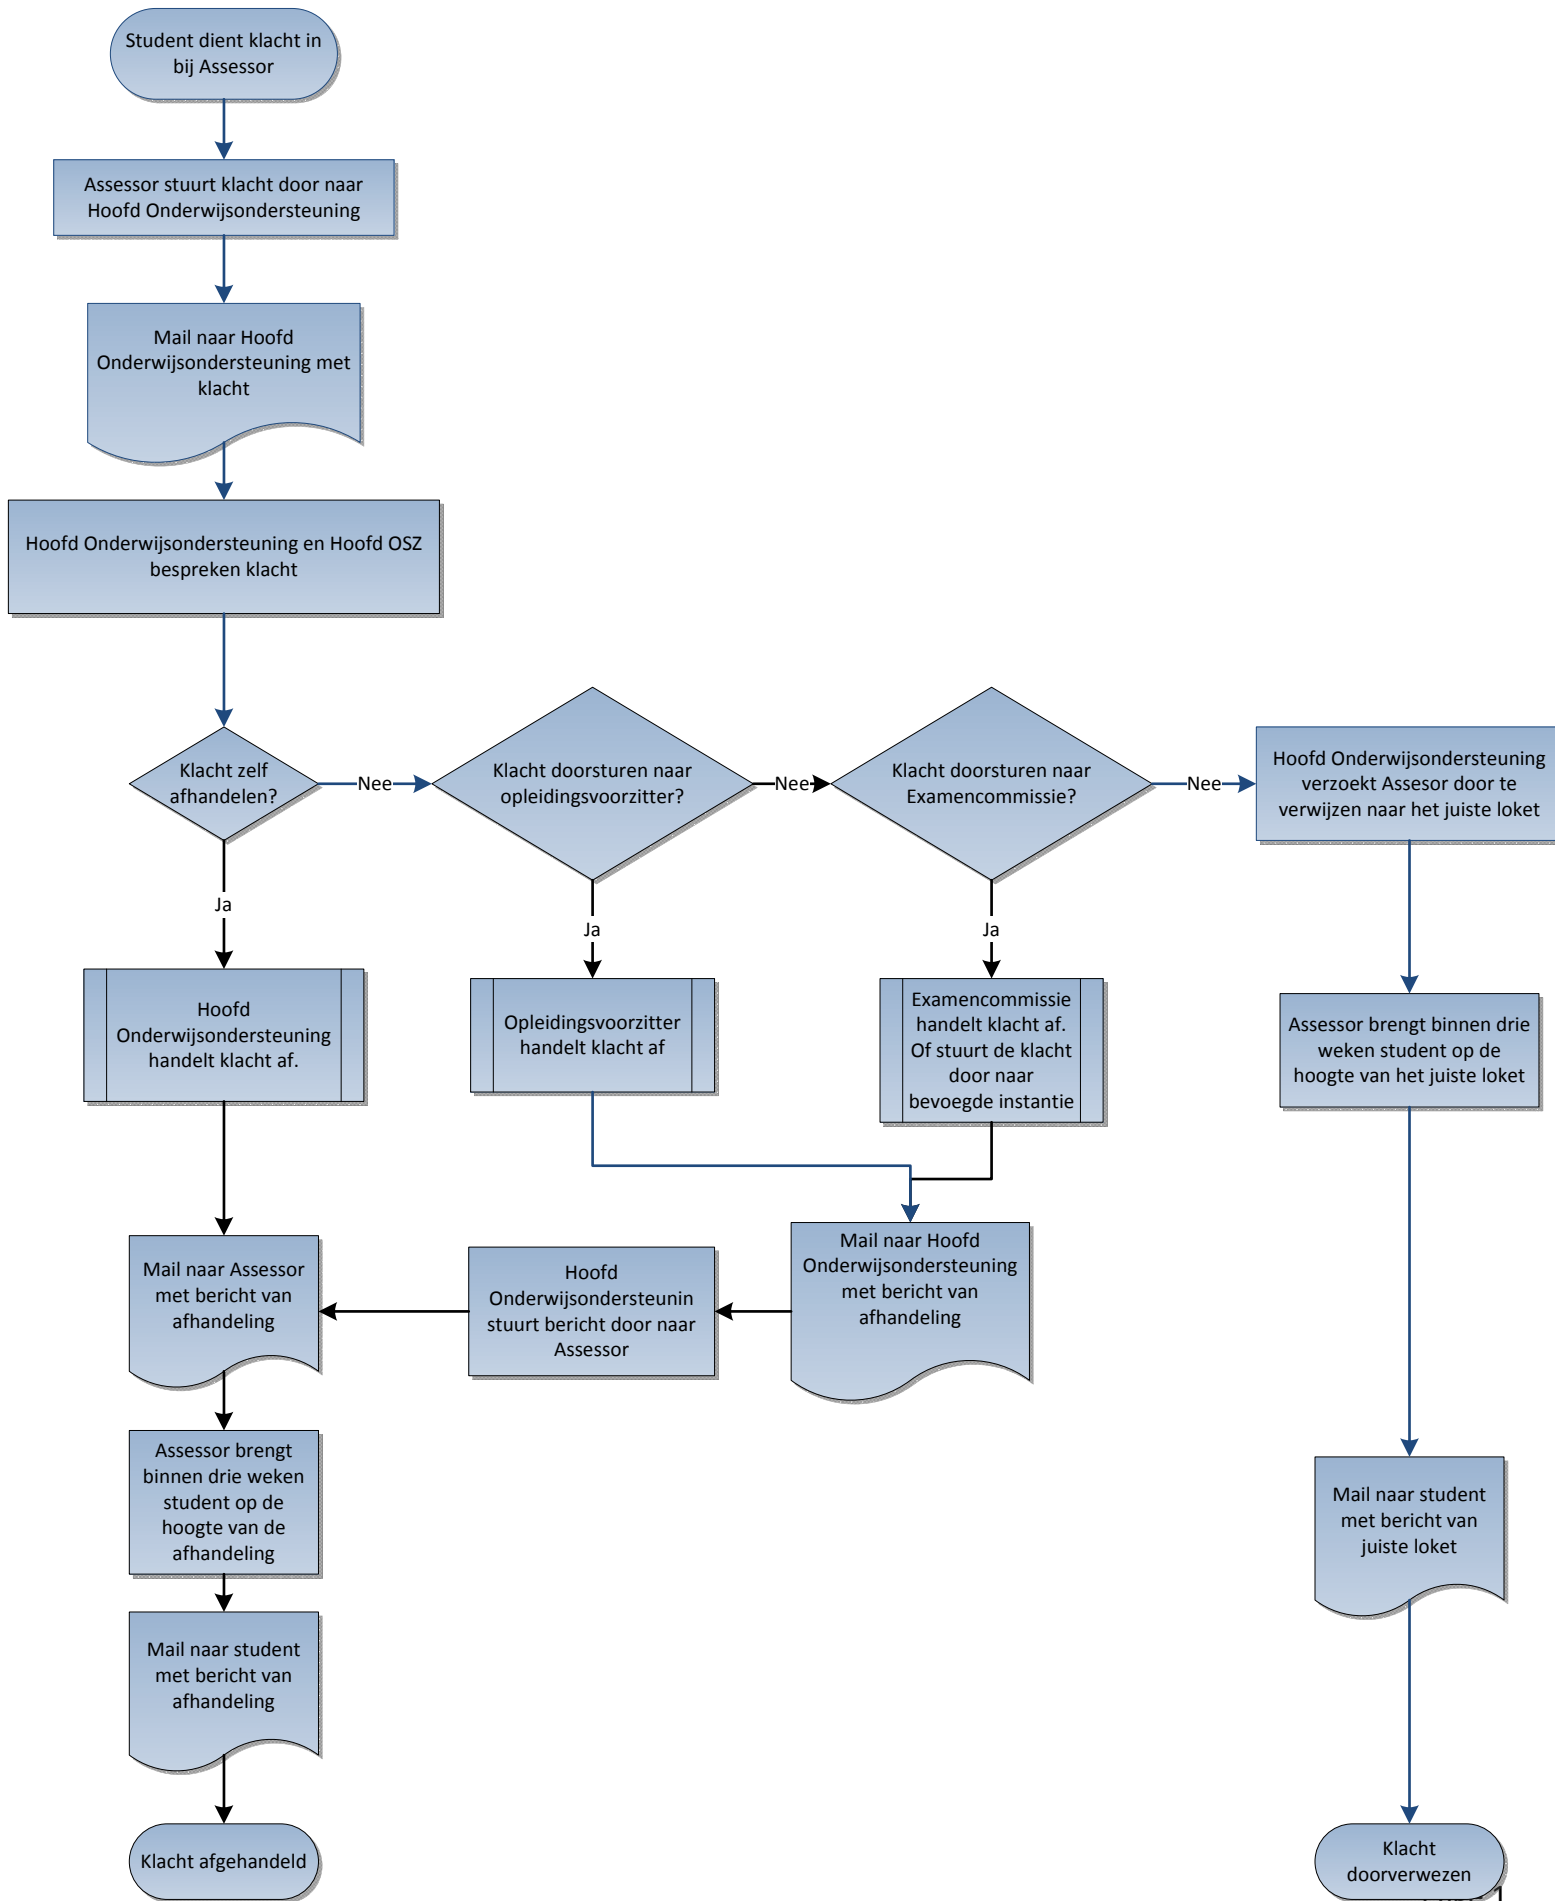 Student dient klacht in
bij Assessor
Assessor stuurt klacht door naar
Hoofd Onderwijsondersteuning
Mail naar Hoofd
Onderwijsondersteuning met
klacht
Hoofd Onderwijsondersteuning en Hoofd OSZ
bespreken klacht
Klacht zelf
afhandelen?
Nee
Klacht doorsturen naar
opleidingsvoorzitter?
Nee
Klacht doorsturen naar
Examencommissie?
Nee
Hoofd Onderwijsondersteuning
verzoekt Assesor door te
verwijzen naar het juiste loket
Ja
Ja
Ja
Hoofd
Onderwijsondersteuning
handelt klacht af.
Opleidingsvoorzitter
handelt klacht af
Examencommissie
handelt klacht af.
Of stuurt de klacht
door naar
bevoegde instantie
Assessor brengt binnen drie
weken student op de
hoogte van het juiste loket
Mail naar Assessor
met bericht van
afhandeling
Hoofd
Onderwijsondersteunin
stuurt bericht door naar
Assessor
Mail naar Hoofd
Onderwijsondersteuning
met bericht van
afhandeling
Assessor brengt
binnen drie weken
student op de
hoogte van de
afhandeling
Mail naar student
met bericht van
juiste loket
Mail naar student
met bericht van
afhandeling
Klacht afgehandeld
Klacht
doorverwezen
1